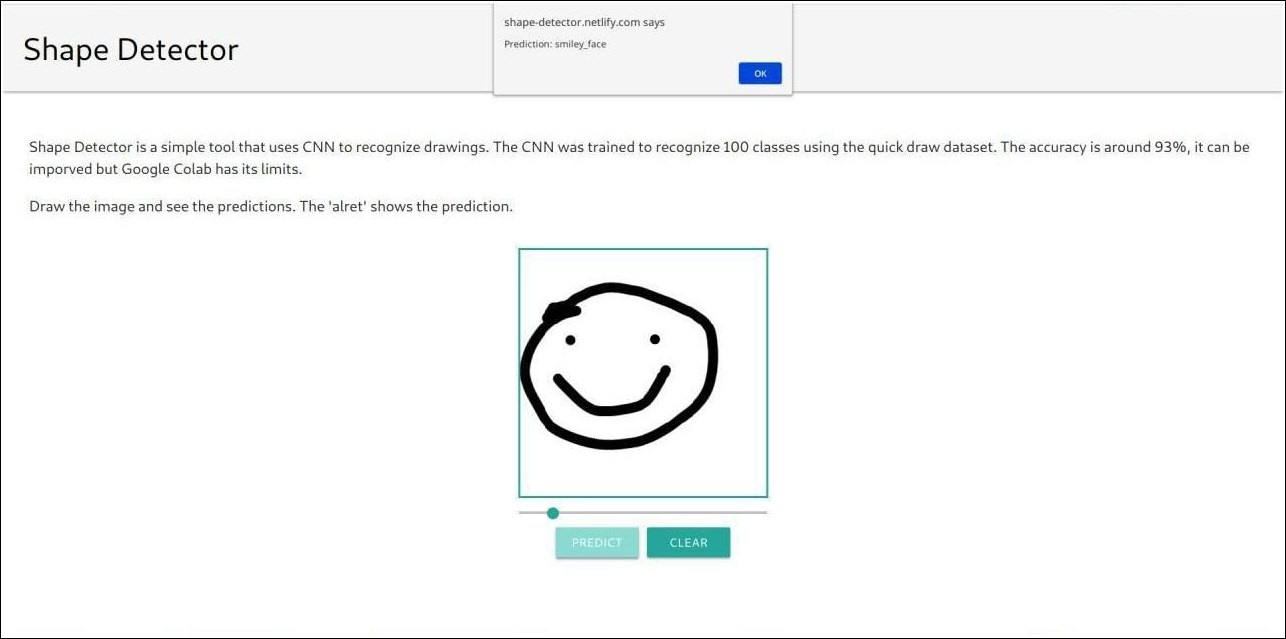 shape-detector.netlify.com says
Prediction: smiley_face
OK
Shape Detector
Shape Detector is a simple tool that uses CNN to recognize drawings. The CNN was trained to recognize 100 classes using the quick draw dataset. The accuracy is around 93%, it can be
imporved but Google Colab has its limits.
Draw the image and see the predictions. The 'alret' shows the prediction.
PREDICT CLEAR